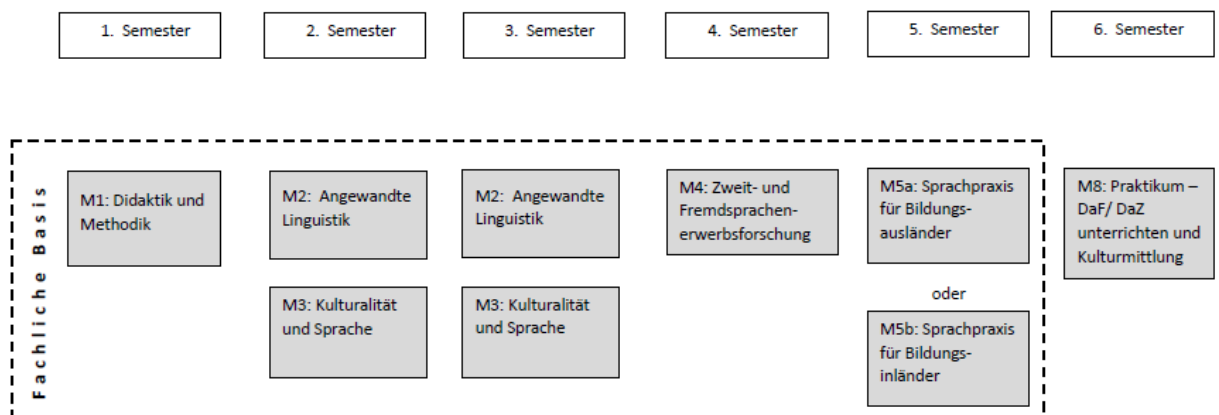 1. Semester
2. Semester
3. Semester
4. Semester
5. Semester
6. Semester
Fachliche Basis
M1: Didaktik und
Methodik
M2: Angewandte
Linguistik
M2: Angewandte
Linguistik
M4: Zweit- und
Fremdsprachen-
erwerbsforschung
M5a: Sprachpraxis
für Bildungs-
ausländer
M8: Praktikum –
DaF/ DaZ
unterrichten und
Kulturmittlung
M3: Kulturalität
und Sprache
M3: Kulturalität
und Sprache
oder
M5b: Sprachpraxis
für Bildungs-
inländer